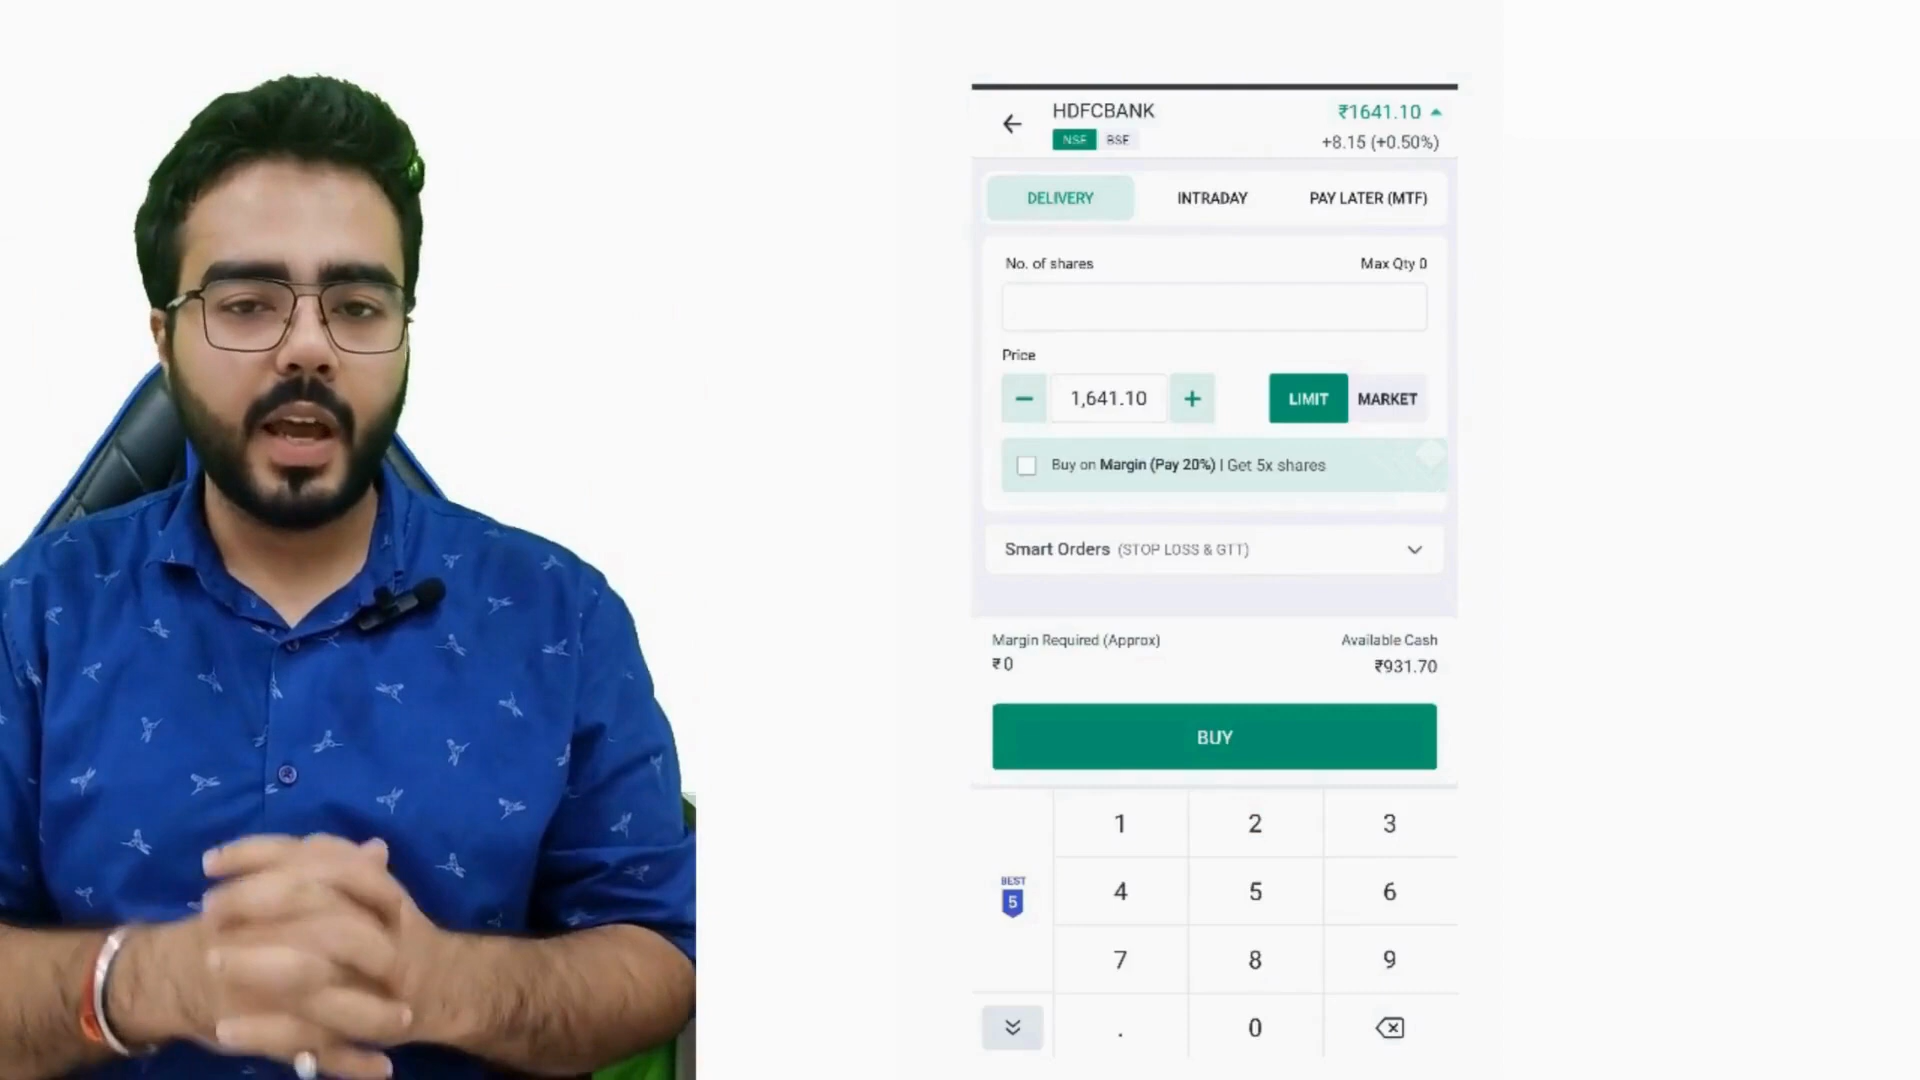 HDFCBANK
₹1641.10
NSE BSE
+8.15 (+0.50%)
DELIVERY INTRADAY PAY LATER (MTF)
No. of shares Max Qty 0
Price
1,641.10
LIMIT MARKET
Buy on Margin (Pay 20%) | Get 5x shares
Smart Orders (STOP LOSS & GTT)
Margin Required (Approx) Available Cash
₹0 ₹931.70
BUY
1 2 3
BEST
5
4 5 6
7 8 9
. 0